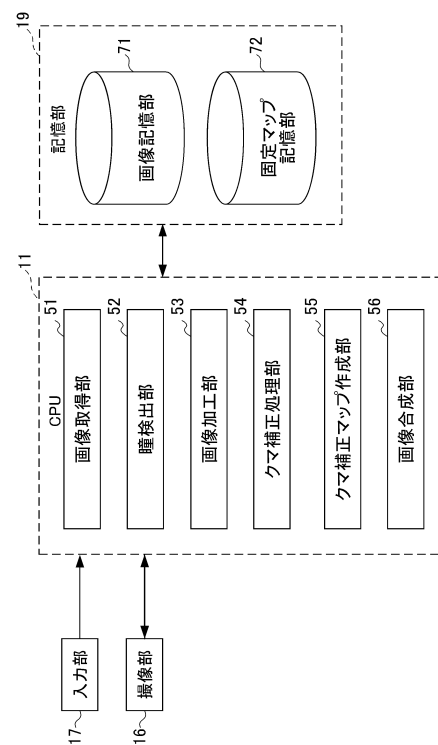 17
入力部
16
撮像部
11
CPU
51
画像取得部
52
瞳検出部
53
画像加工部
54
クマ補正処理部
55
クマ補正マップ作成部
56
画像合成部
19
記憶部
71
画像記憶部
72
固定マップ
記憶部